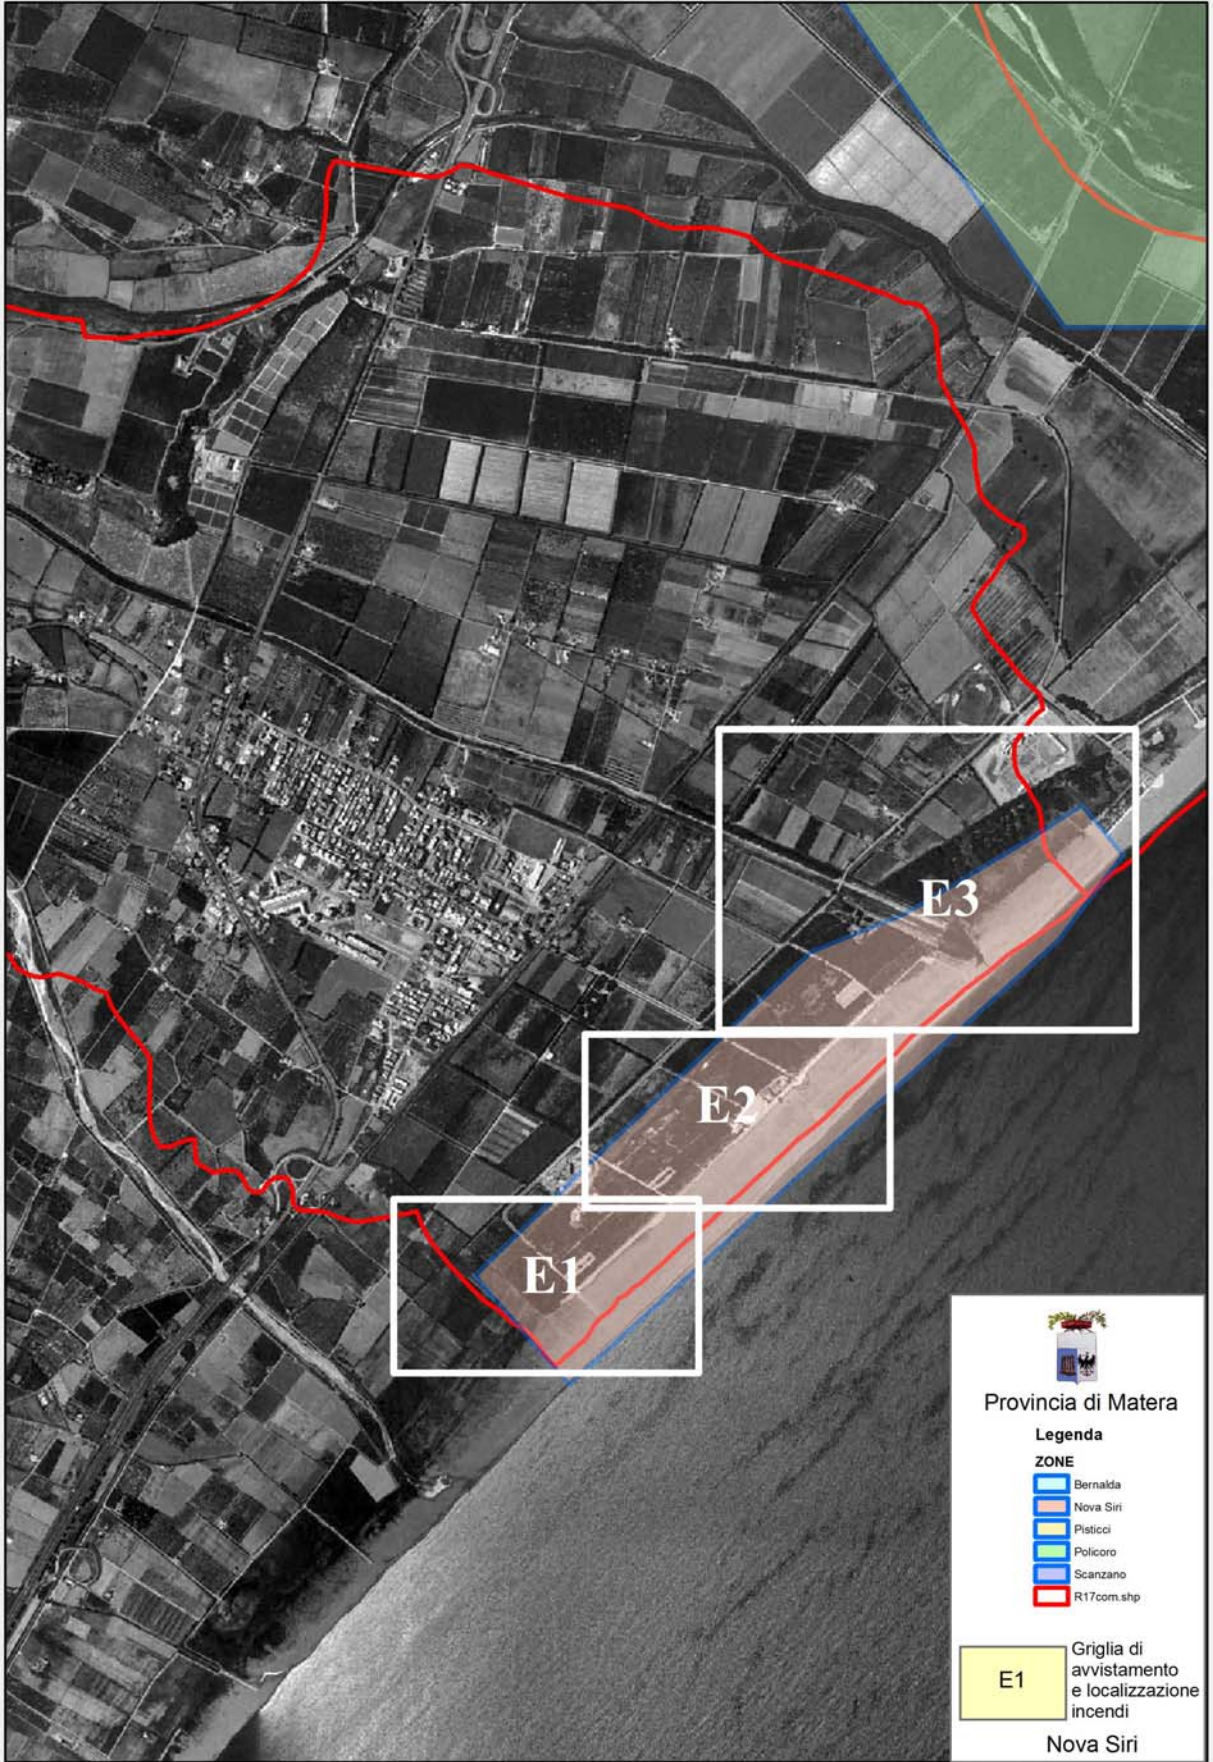 E3
E2
E1
Provincia di Matera
Legenda
ZONE
Bernalda
Nova Siri
Pisticci
Policoro
Scanzano
R17com.shp
E1
Griglia di
avvistamento
e localizzazione
incendi
Nova Siri